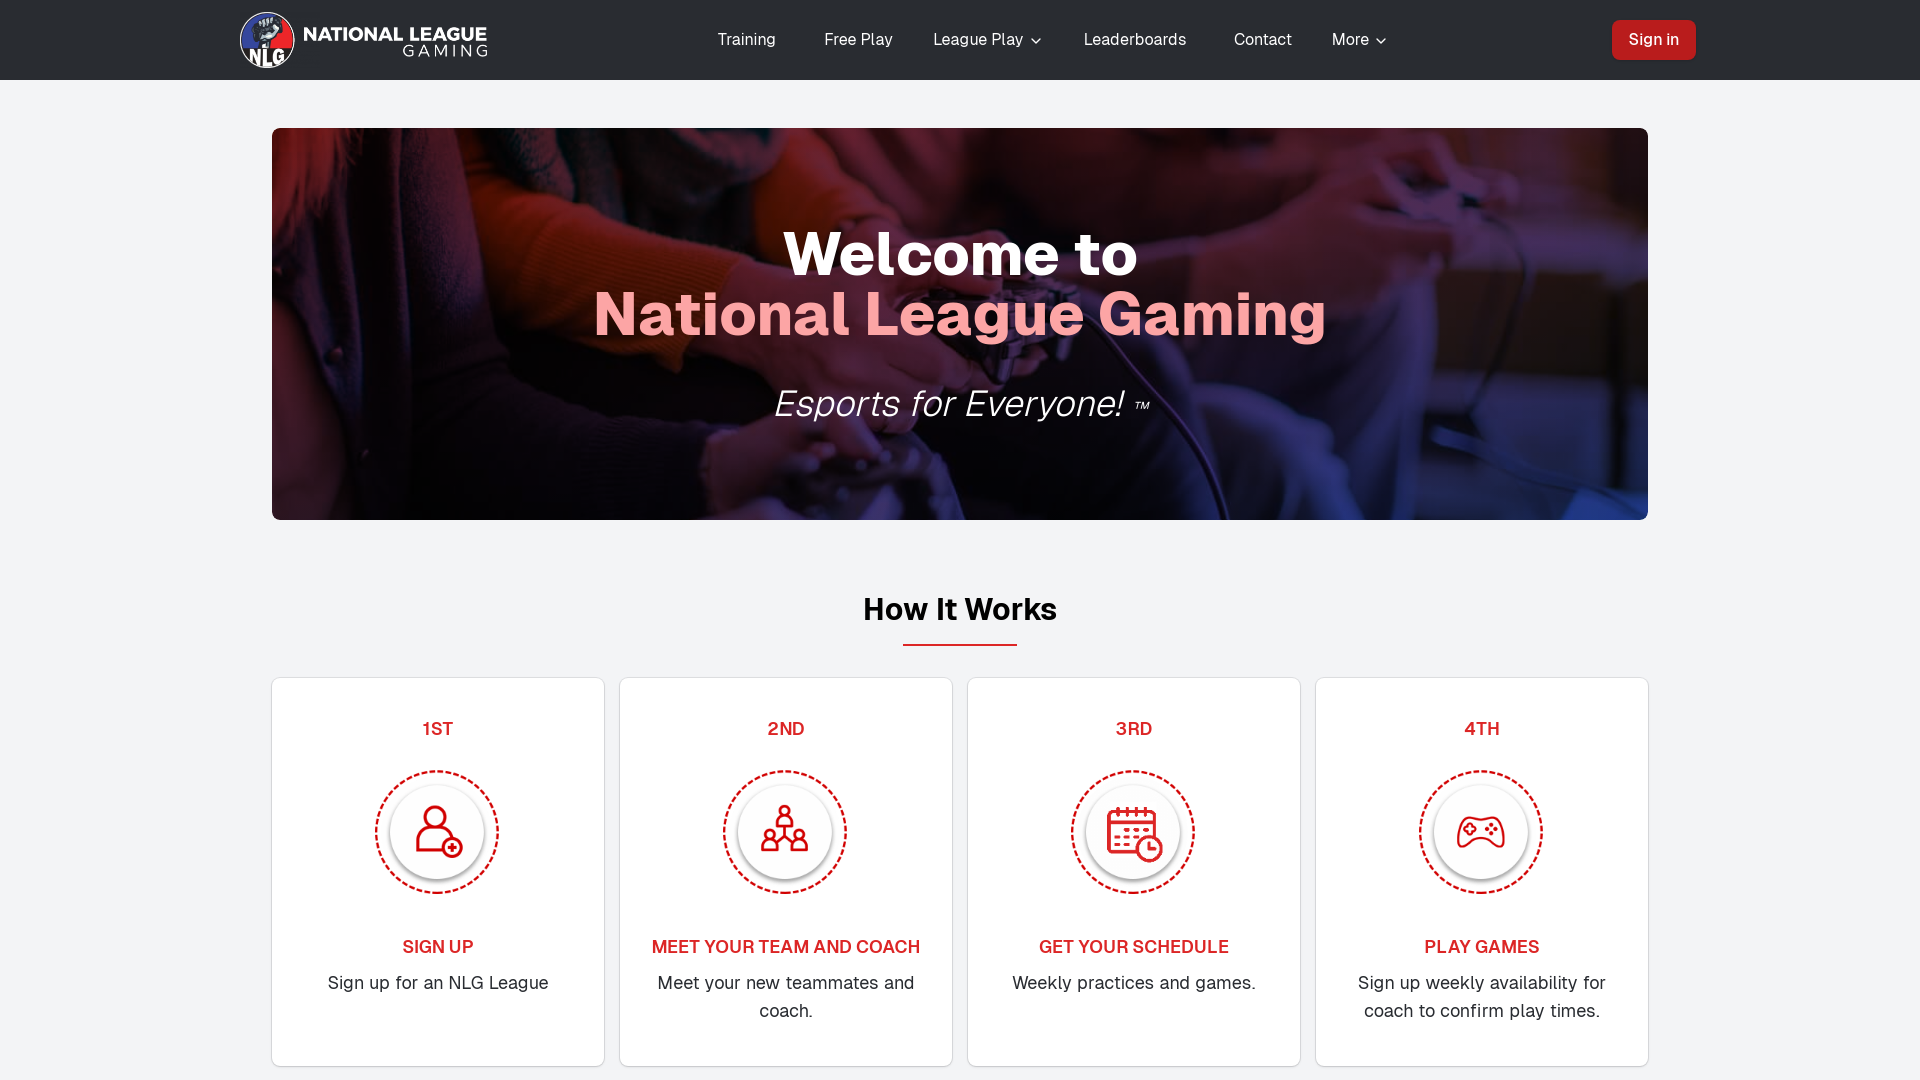 NLG
NATIONAL LEAGUE
GAMING
Training
Free Play
League Play
Leaderboards
Contact
More
Sign in
Welcome to
National League Gaming
Esports for Everyone! ™
How It Works
1ST
SIGN UP
Sign up for an NLG League
2ND
MEET YOUR TEAM AND COACH
Meet your new teammates and
coach.
3RD
GET YOUR SCHEDULE
Weekly practices and games.
4TH
PLAY GAMES
Sign up weekly availability for
coach to confirm play times.